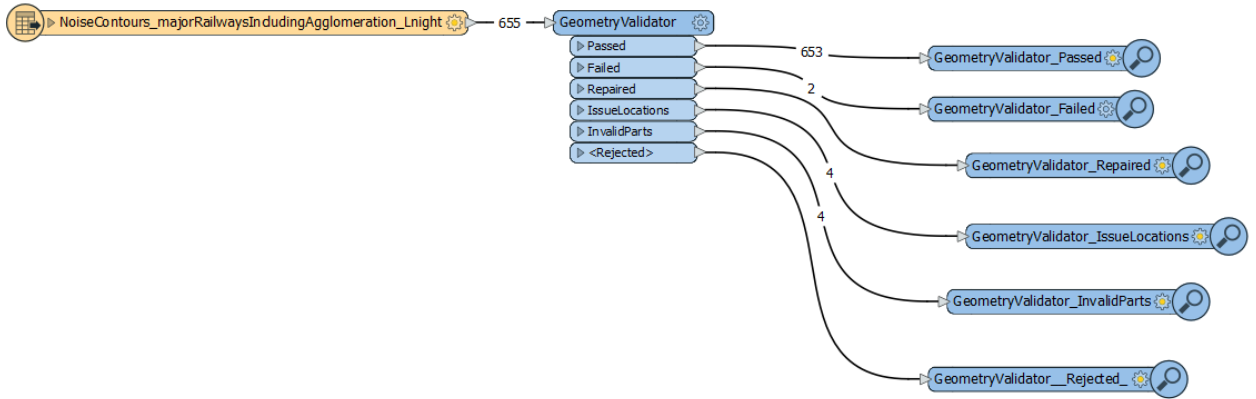 NoiseContours_majorRailwaysIncludingAgglomeration_Lnight
655
GeometryValidator
Passed
Failed
Repaired
IssueLocations
InvalidParts
<Rejected>
653
2
4
4
GeometryValidator_Passed
GeometryValidator_Failed
GeometryValidator_Repaired
GeometryValidator_IssueLocations
GeometryValidator_InvalidParts
GeometryValidator__Rejected_